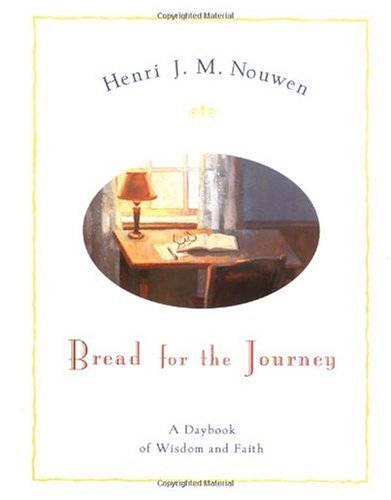 Copyrighted Material
Henri J. M. Nouwen
Bread for the Journey
A Daybook
of Wisdom and Faith
Copyrighted Material